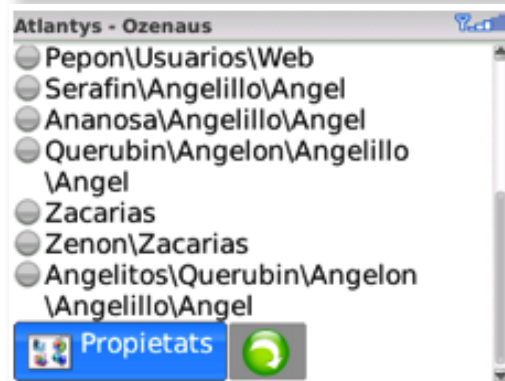 Atlantys - Ozenaus
Pepon\Usuarios\Web
Serafin\Angelillo\Angel
Ananosa\Angelillo\Angel
Querubin\Angelon\Angelillo
\Angel
Zacarias
Zenon\Zacarias
Angelitos\Querubin\Angelon
\Angelillo\Angel
Propietats